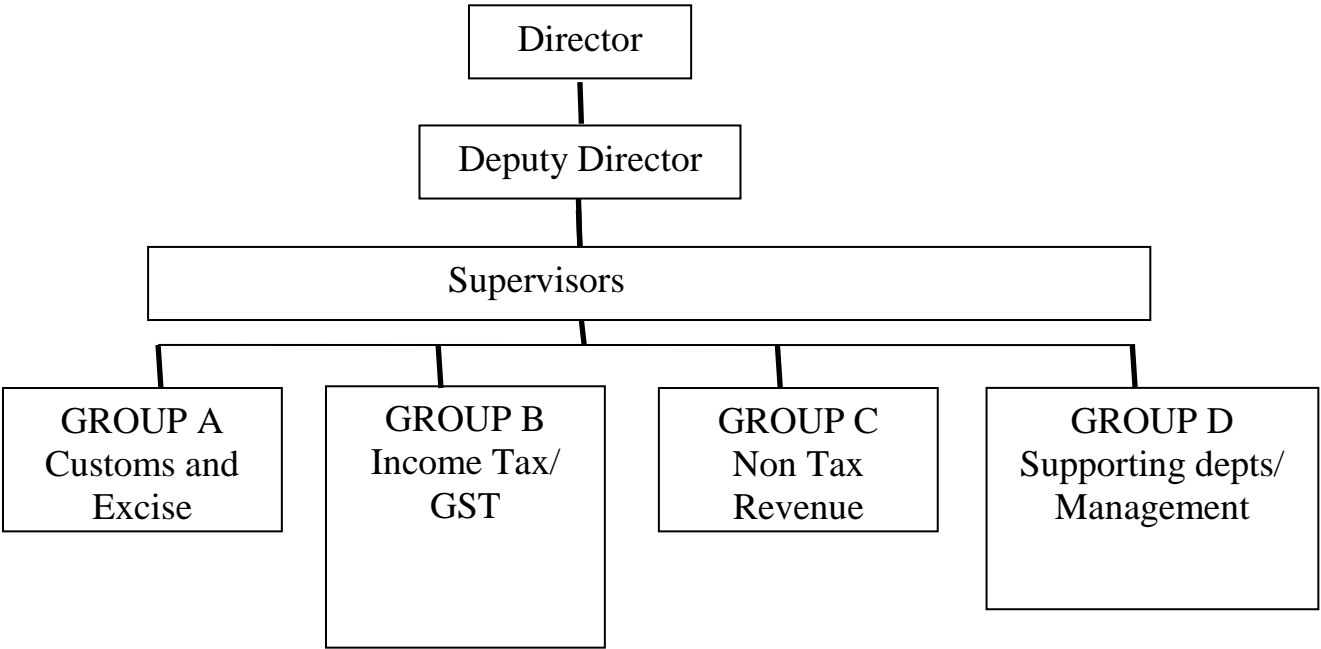 Director
Deputy Director
Supervisors
GROUP A
Customs and
Excise
GROUP B
Income Tax/
GST
GROUP C
Non Tax
Revenue
GROUP D
Supporting depts/
Management